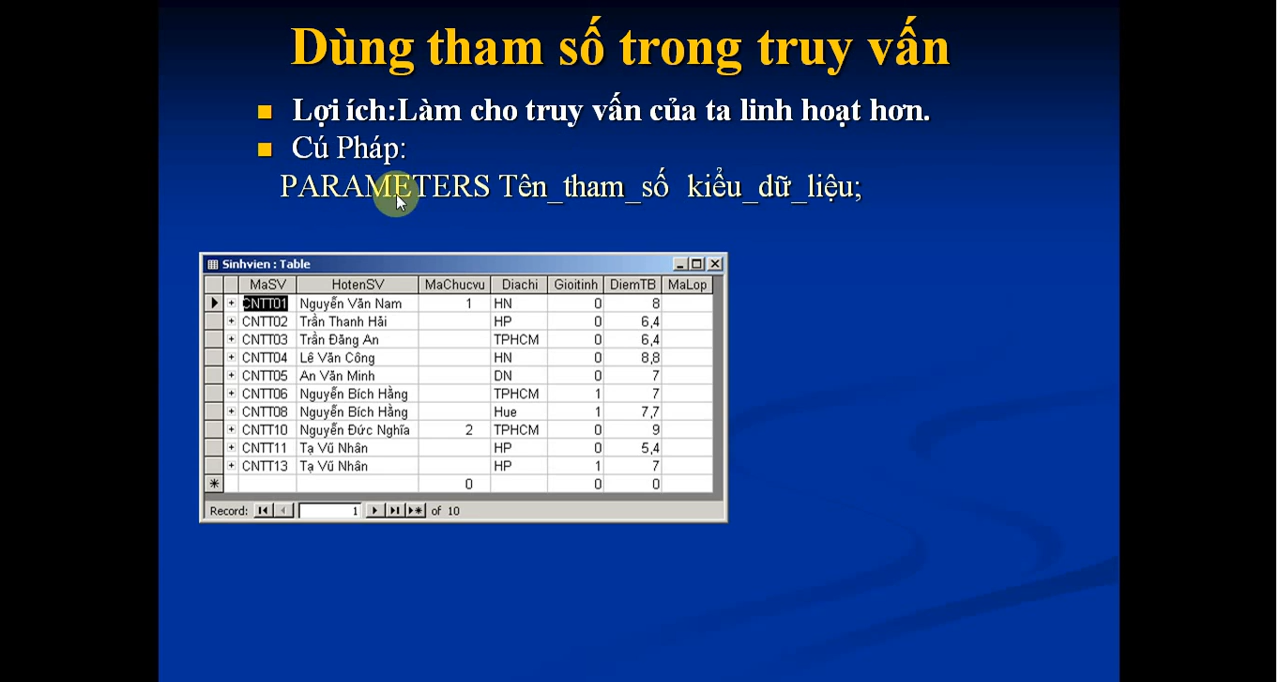 Dùng tham số trong truy vấn
Lợi ích:Làm cho truy vấn của ta linh hoạt hơn.
Cú Pháp:
PARAMETERS Tên_tham_số kiểu_dữ_liệu;
Sinhvien : Table
MaSV HotenSV MaChucvu Diachi Gioitinh DiemTB MaLop
CNTT01 Nguyễn Văn Nam 1 HN 0 8
CNTT02 Trần Thanh Hải HP 0 6,4
CNTT03 Trần Đăng An TPHCM 0 6,4
CNTT04 Lê Văn Công HN 0 8,8
CNTT05 An Văn Minh DN 0 7
CNTT06 Nguyễn Bích Hằng TPHCM 1 7
CNTT08 Nguyễn Bích Hằng Hue 1 7,7
CNTT10 Nguyễn Đức Nghĩa 2 TPHCM 0 9
CNTT11 Tạ Vũ Nhân HP 0 5,4
CNTT13 Tạ Vũ Nhân HP 1 7
0 0 0
Record: 1 of 10